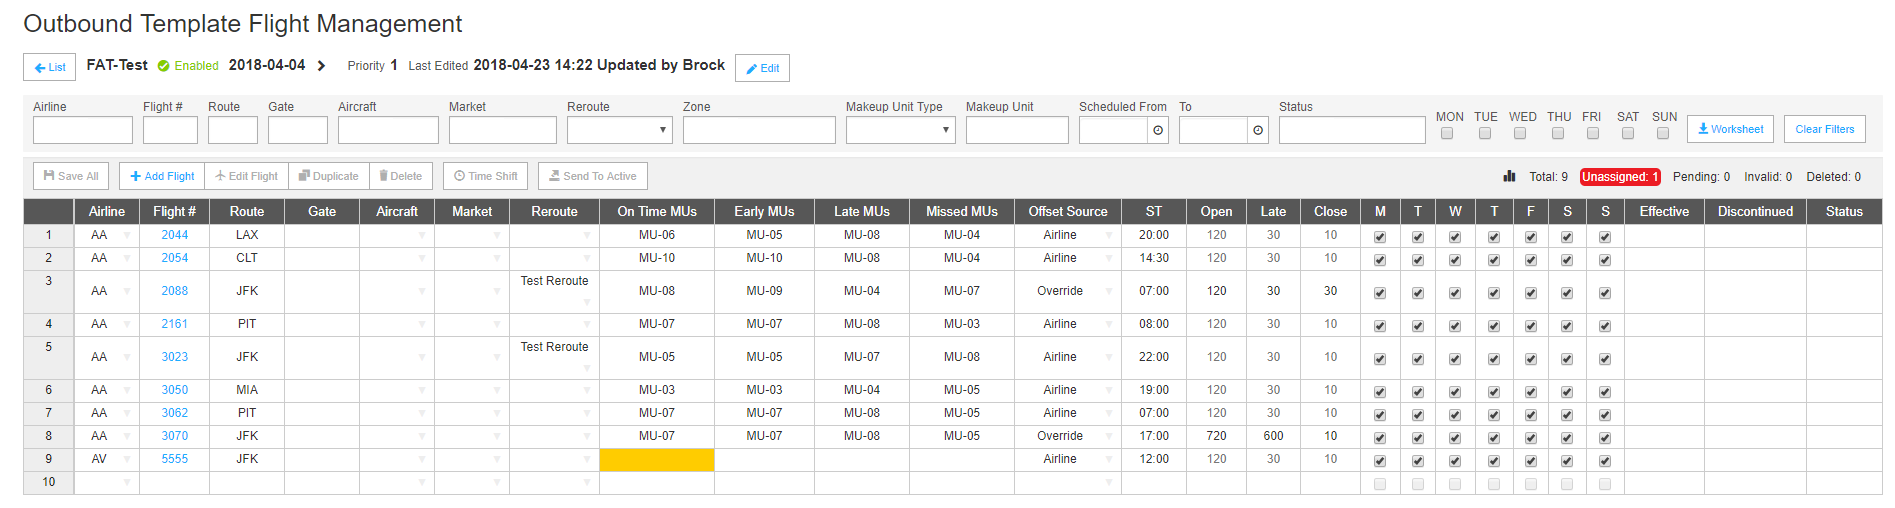 Outbound Template Flight Management
List FAT-Test Enabled 2018-04-04 Priority 1 Last Edited 2018-04-23 14:22 Updated by Brock Edit
Airline Flight # Route Gate Aircraft Market Reroute Zone Makeup Unit Type Makeup Unit Scheduled From To Status MON TUE WED THU FRI SAT SUN Worksheet Clear Filters
Save All Add Flight Edit Flight Duplicate Delete Time Shift Send To Active Total: 9 Unassigned: 1 Pending: 0 Invalid: 0 Deleted: 0
Airline Flight # Route Gate Aircraft Market Reroute On Time MUs Early MUs Late MUs Missed MUs Offset Source ST Open Late Close M T W T F S S Effective Discontinued Status
1 AA 2044 LAX MU-06 MU-05 MU-08 MU-04 Airline 20:00 120 30 10
2 AA 2054 CLT MU-10 MU-10 MU-08 MU-04 Airline 14:30 120 30 10
3 AA 2088 JFK Test Reroute MU-08 MU-09 MU-04 MU-07 Override 07:00 120 30 30
4 AA 2161 PIT MU-07 MU-07 MU-08 MU-03 Airline 08:00 120 30 10
5 AA 3023 JFK Test Reroute MU-05 MU-05 MU-07 MU-08 Airline 22:00 120 30 10
6 AA 3050 MIA MU-03 MU-03 MU-04 MU-05 Airline 19:00 120 30 10
7 AA 3062 PIT MU-07 MU-07 MU-08 MU-05 Airline 07:00 120 30 10
8 AA 3070 JFK MU-07 MU-07 MU-08 MU-05 Override 17:00 720 600 10
9 AV 5555 JFK Airline 12:00 120 30 10
10